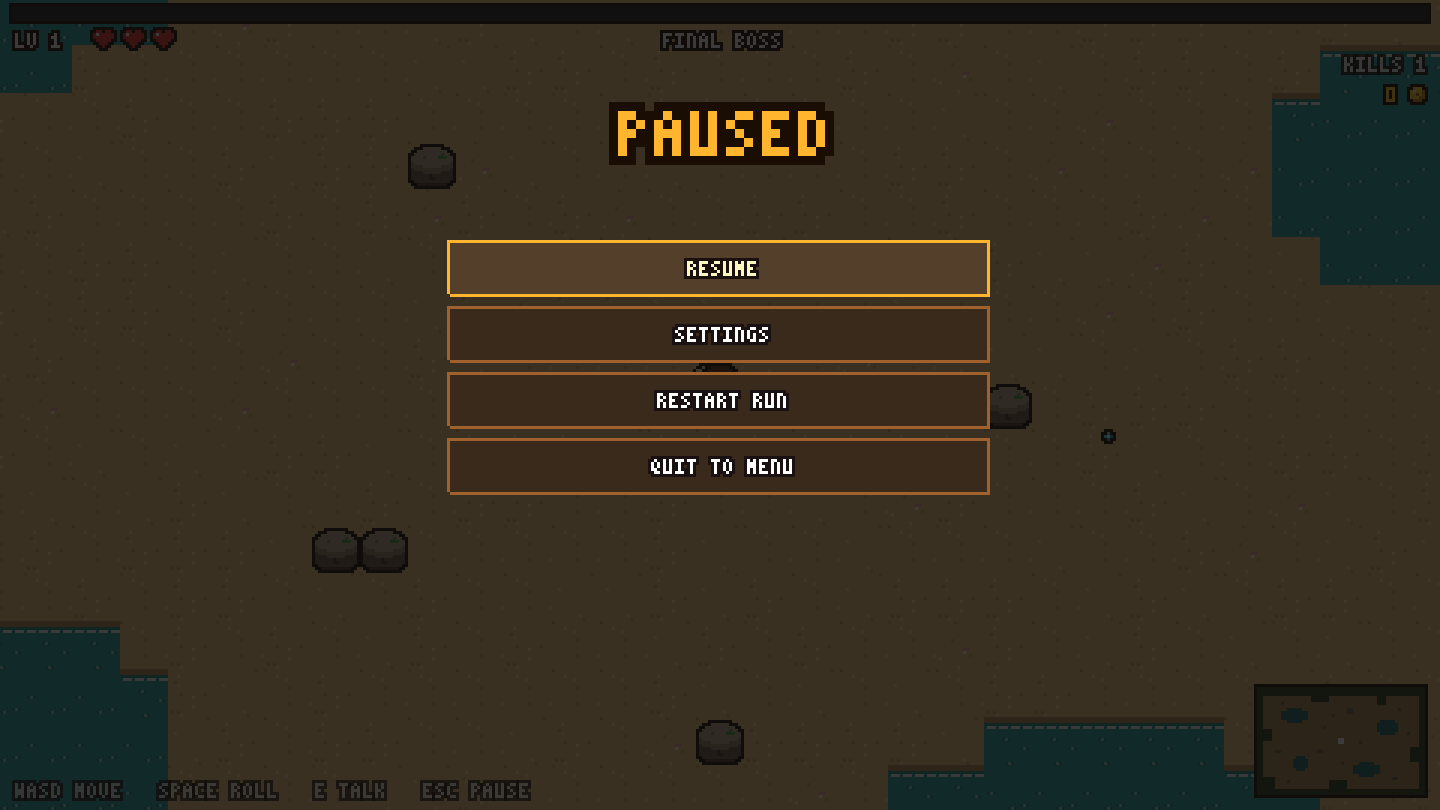 LV 1
FINAL BOSS
KILLS 1
0
PAUSED
RESUME
SETTINGS
RESTART RUN
QUIT TO MENU
WASD MOVE SPACE ROLL E TALK ESC PAUSE